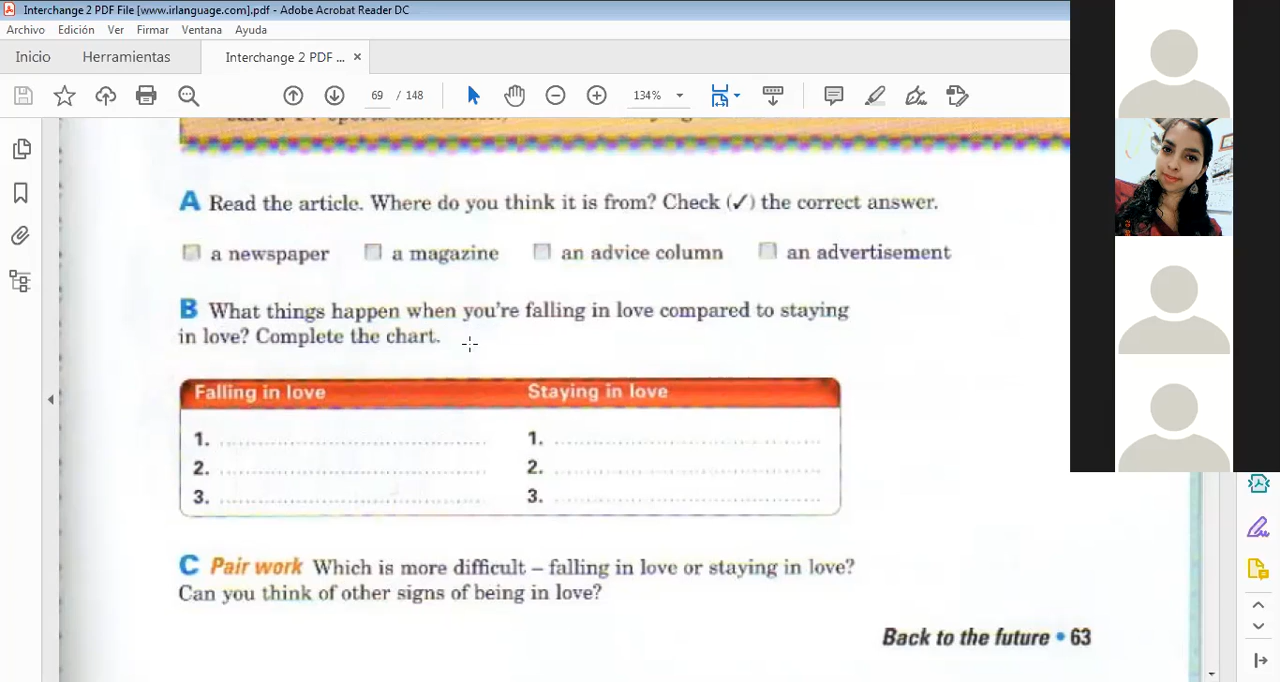 Interchange 2 PDF File [www.irlanguage.com].pdf - Adobe Acrobat Reader DC
Archivo Edición Ver Firmar Ventana Ayuda
Inicio Herramientas Interchange 2 PDF ... ×
69 / 148 134%
A Read the article. Where do you think it is from? Check (✓) the correct answer.
a newspaper a magazine an advice column an advertisement
B What things happen when you're falling in love compared to staying
in love? Complete the chart.
Falling in love Staying in love
1. 1.
2. 2.
3. 3.
C Pair work Which is more difficult – falling in love or staying in love?
Can you think of other signs of being in love?
Back to the future • 63